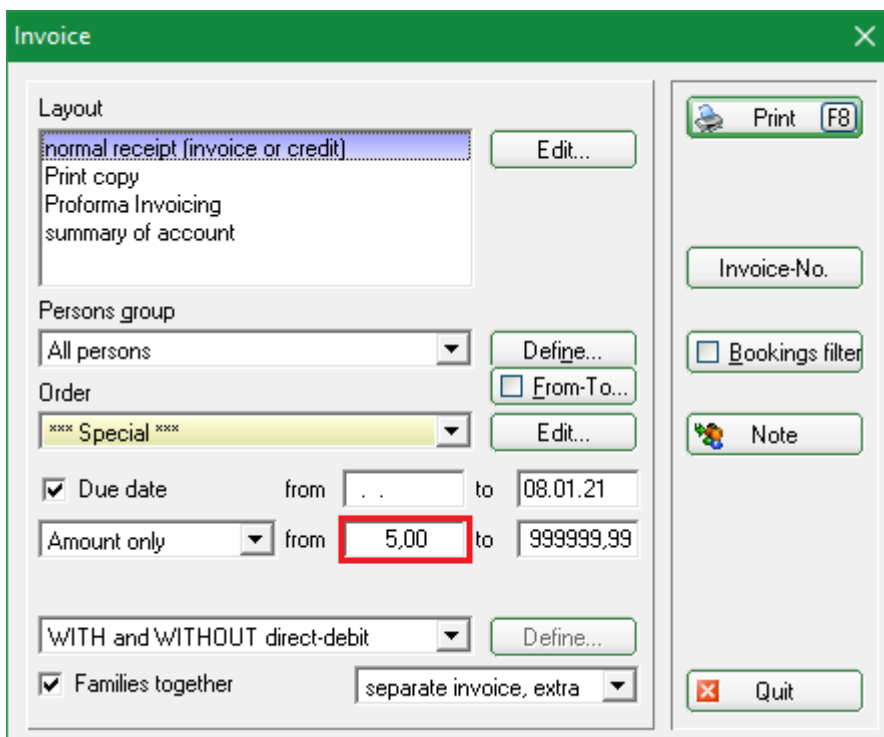 Invoice
Layout
normal receipt (invoice or credit)
Print copy
Proforma Invoicing
summary of account
Edit...
Persons group
All persons
Define...
From-To...
Order
*** Special ***
Edit...
Due date from . . to 08.01.21
Amount only from 5,00 to 999999,99
WITH and WITHOUT direct-debit
Define...
Families together
separate invoice, extra
Print F8
Invoice-No.
Bookings filter
Note
Quit